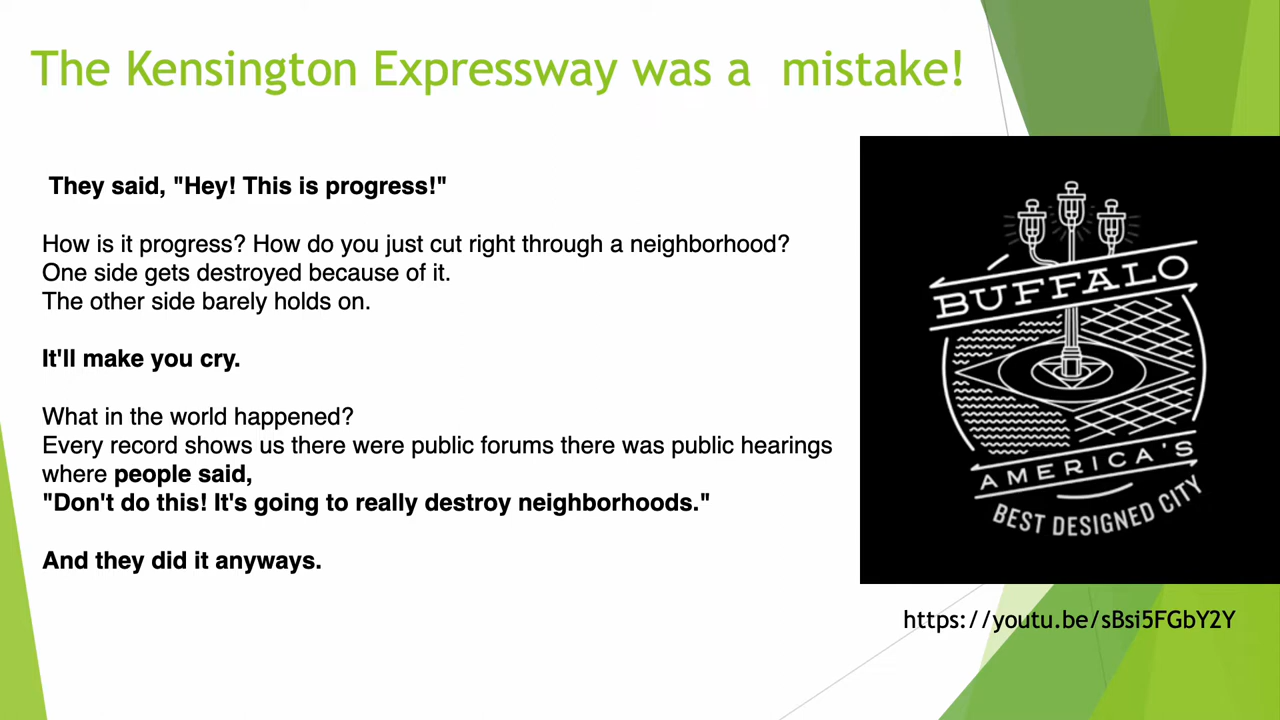 The Kensington Expressway was a  mistake!
They said, "Hey! This is progress!"
How is it progress? How do you just cut right through a neighborhood?
One side gets destroyed because of it.
The other side barely holds on.
It'll make you cry.
What in the world happened?
Every record shows us there were public forums there was public hearings
where people said,
"Don't do this! It's going to really destroy neighborhoods."
And they did it anyways.
BUFFALO
AMERICA'S
BEST DESIGNED CITY
https://youtu.be/sBsi5FGbY2Y